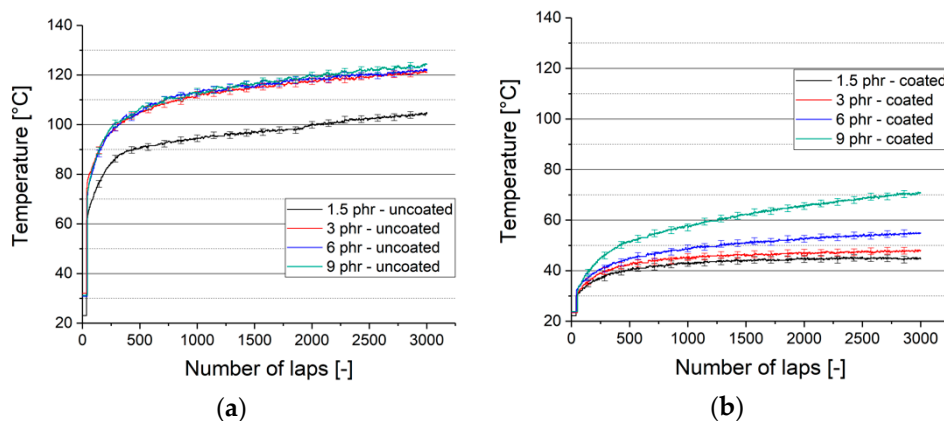 140
120
100
80
60
40
20
Temperature [°C]
1.5 phr - uncoated
3 phr - uncoated
6 phr - uncoated
9 phr - uncoated
0 500 1000 1500 2000 2500 3000
Number of laps [-]
(a)
140
120
100
80
60
40
20
Temperature [°C]
1.5 phr - coated
3 phr - coated
6 phr - coated
9 phr - coated
0 500 1000 1500 2000 2500 3000
Number of laps [-]
(b)